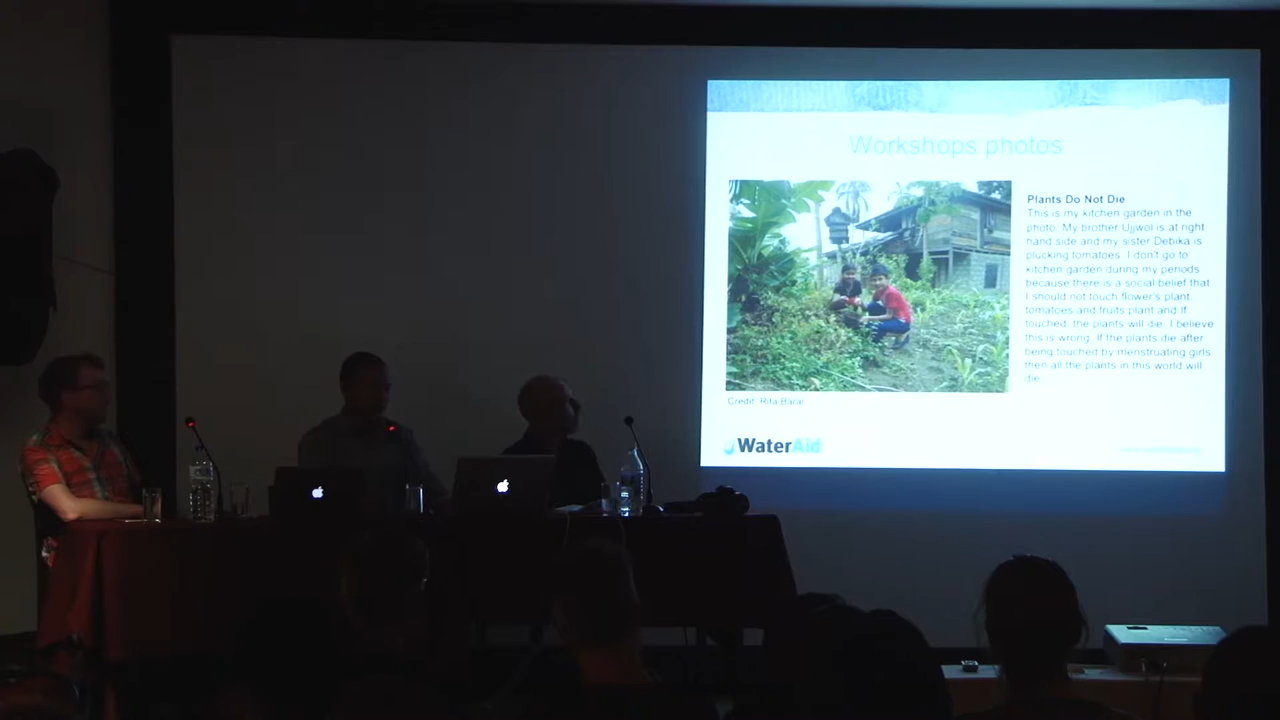 Workshops photos
Plants Do Not Die
This is my kitchen garden in the
photo. My brother Ujjwol is at right
hand side and my sister Debika is
plucking tomatoes. I don't go to
kitchen garden during my periods
because there is a social belief that
I should not touch flower's plant,
tomatoes and fruits plant and If
touched, the plants will die. I believe
this is wrong. If the plants die after
being touched by menstruating girls
then all the plants in this world will
die.
Credit: Rita Baral
WaterAid